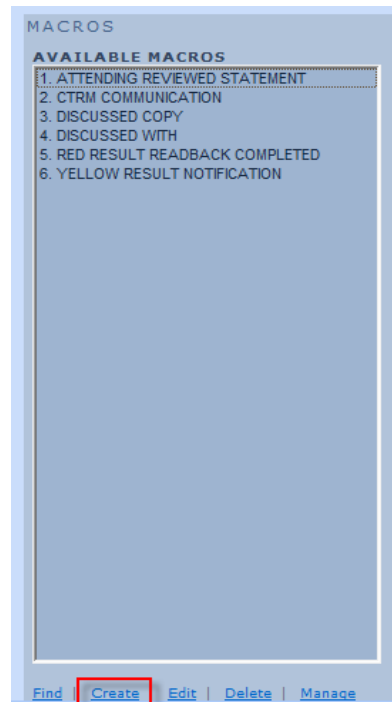 MACROS
AVAILABLE MACROS
1. ATTENDING REVIEWED STATEMENT
2. CTRM COMMUNICATION
3. DISCUSSED COPY
4. DISCUSSED WITH
5. RED RESULT READBACK COMPLETED
6. YELLOW RESULT NOTIFICATION
Find | Create | Edit | Delete | Manage